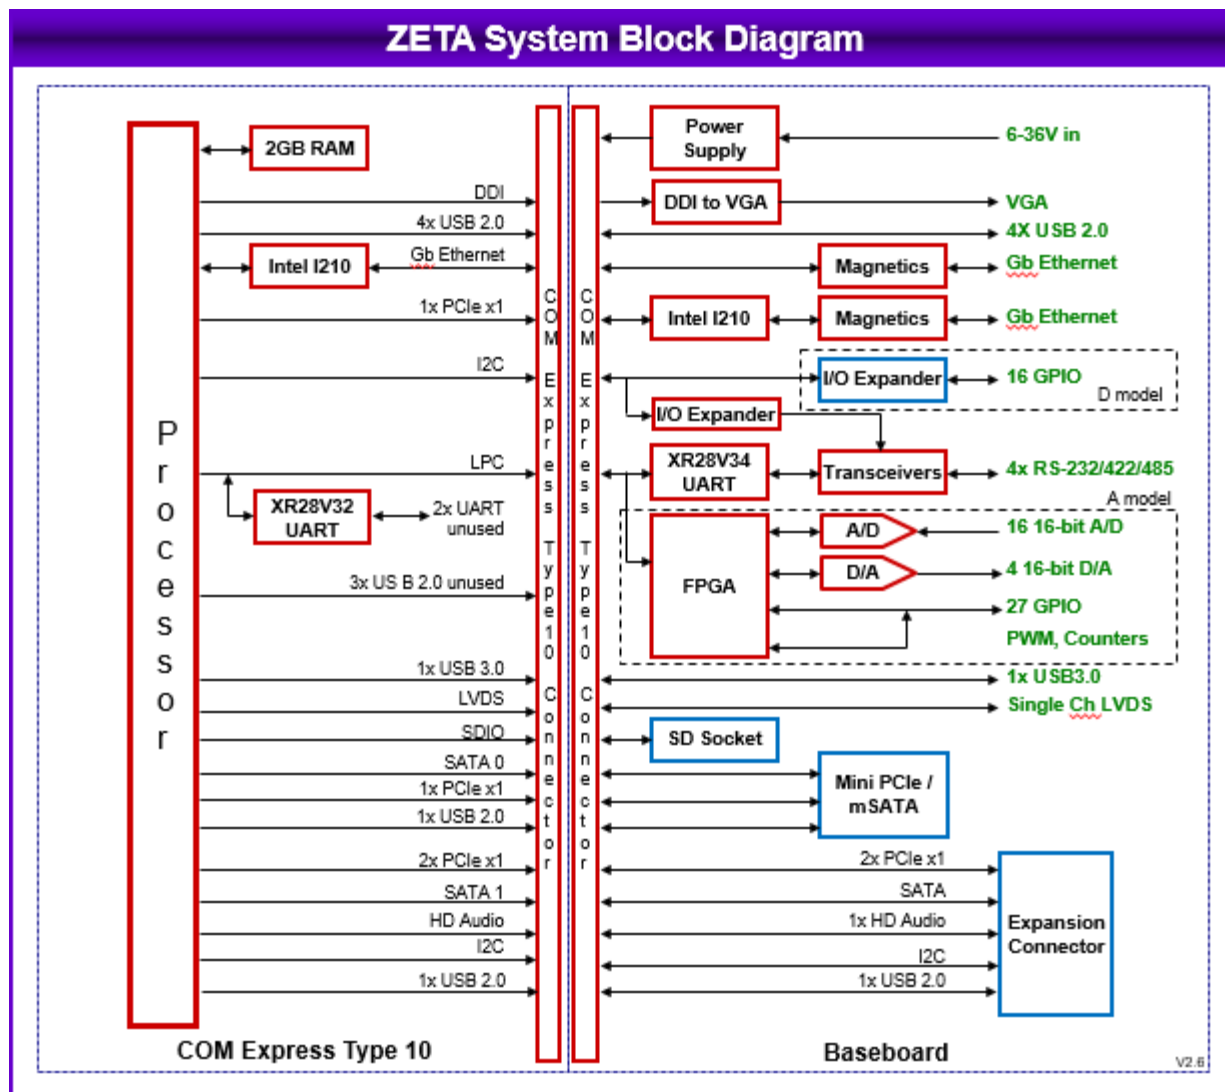 ZETA System Block Diagram
Processor
2GB RAM
DDI
4x USB 2.0
Intel I210
Gb Ethernet
1x PCIe x1
I2C
LPC
XR28V32
UART
2x UART
unused
3x US B 2.0 unused
1x USB 3.0
LVDS
SDIO
SATA 0
1x PCIe x1
1x USB 2.0
2x PCIe x1
SATA 1
HD Audio
I2C
1x USB 2.0
COM Express Type 10
COM Express Type10 Connector
COM Express Type10 Connector
Power
Supply
6-36V in
DDI to VGA
VGA
4X USB 2.0
Magnetics
Gb Ethernet
Intel I210
Magnetics
Gb Ethernet
I/O Expander
16 GPIO
D model
I/O Expander
XR28V34
UART
Transceivers
4x RS-232/422/485
A model
FPGA
A/D
16 16-bit A/D
D/A
4 16-bit D/A
27 GPIO
PWM, Counters
1x USB3.0
Single Ch LVDS
SD Socket
Mini PCIe /
mSATA
2x PCIe x1
SATA
1x HD Audio
I2C
1x USB 2.0
Expansion
Connector
Baseboard
V2.6